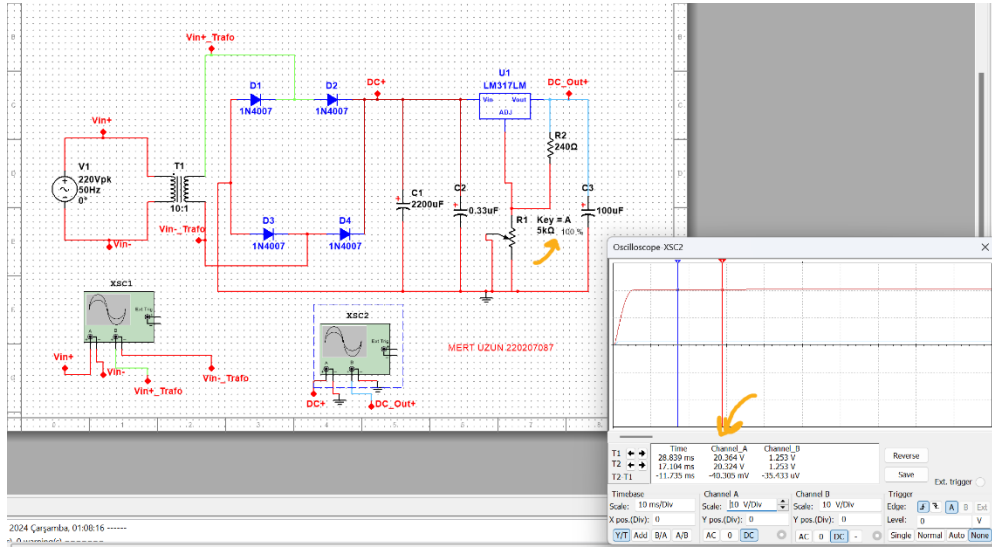 Vin+_Trafo
D1
1N4007
D2
1N4007
DC+
U1
LM317LM
Vin
Vout
ADJ
DC_Out+
Vin+
V1
220Vpk
50Hz
0°
T1
10:1
Vin-
Vin-_Trafo
D3
1N4007
D4
1N4007
C1
2200uF
C2
0.33uF
R2
240Ω
R1
Key = A
5kΩ
100 %
C3
100uF
XSC1
A
B
Ext Trig
Vin+
Vin-
Vin+_Trafo
Vin-_Trafo
XSC2
A
B
Ext Trig
DC+
DC_Out+
MERT UZUN 220207087
Oscilloscope-XSC2
Time Channel_A Channel_B
T1 28.839 ms 20.364 V 1.253 V
T2 17.104 ms 20.324 V 1.253 V
T2-T1 -11.735 ms -40.305 mV -35.433 uV
Reverse
Save
Ext. trigger
Timebase
Scale: 10 ms/Div
X pos.(Div): 0
Y/T Add B/A A/B
Channel A
Scale: 10 V/Div
Y pos.(Div): 0
AC 0 DC
Channel B
Scale: 10 V/Div
Y pos.(Div): 0
AC 0 DC -
Trigger
Edge: A B Ext
Level: 0 V
Single Normal Auto None
2024 Çarşamba, 01:08:16 ------